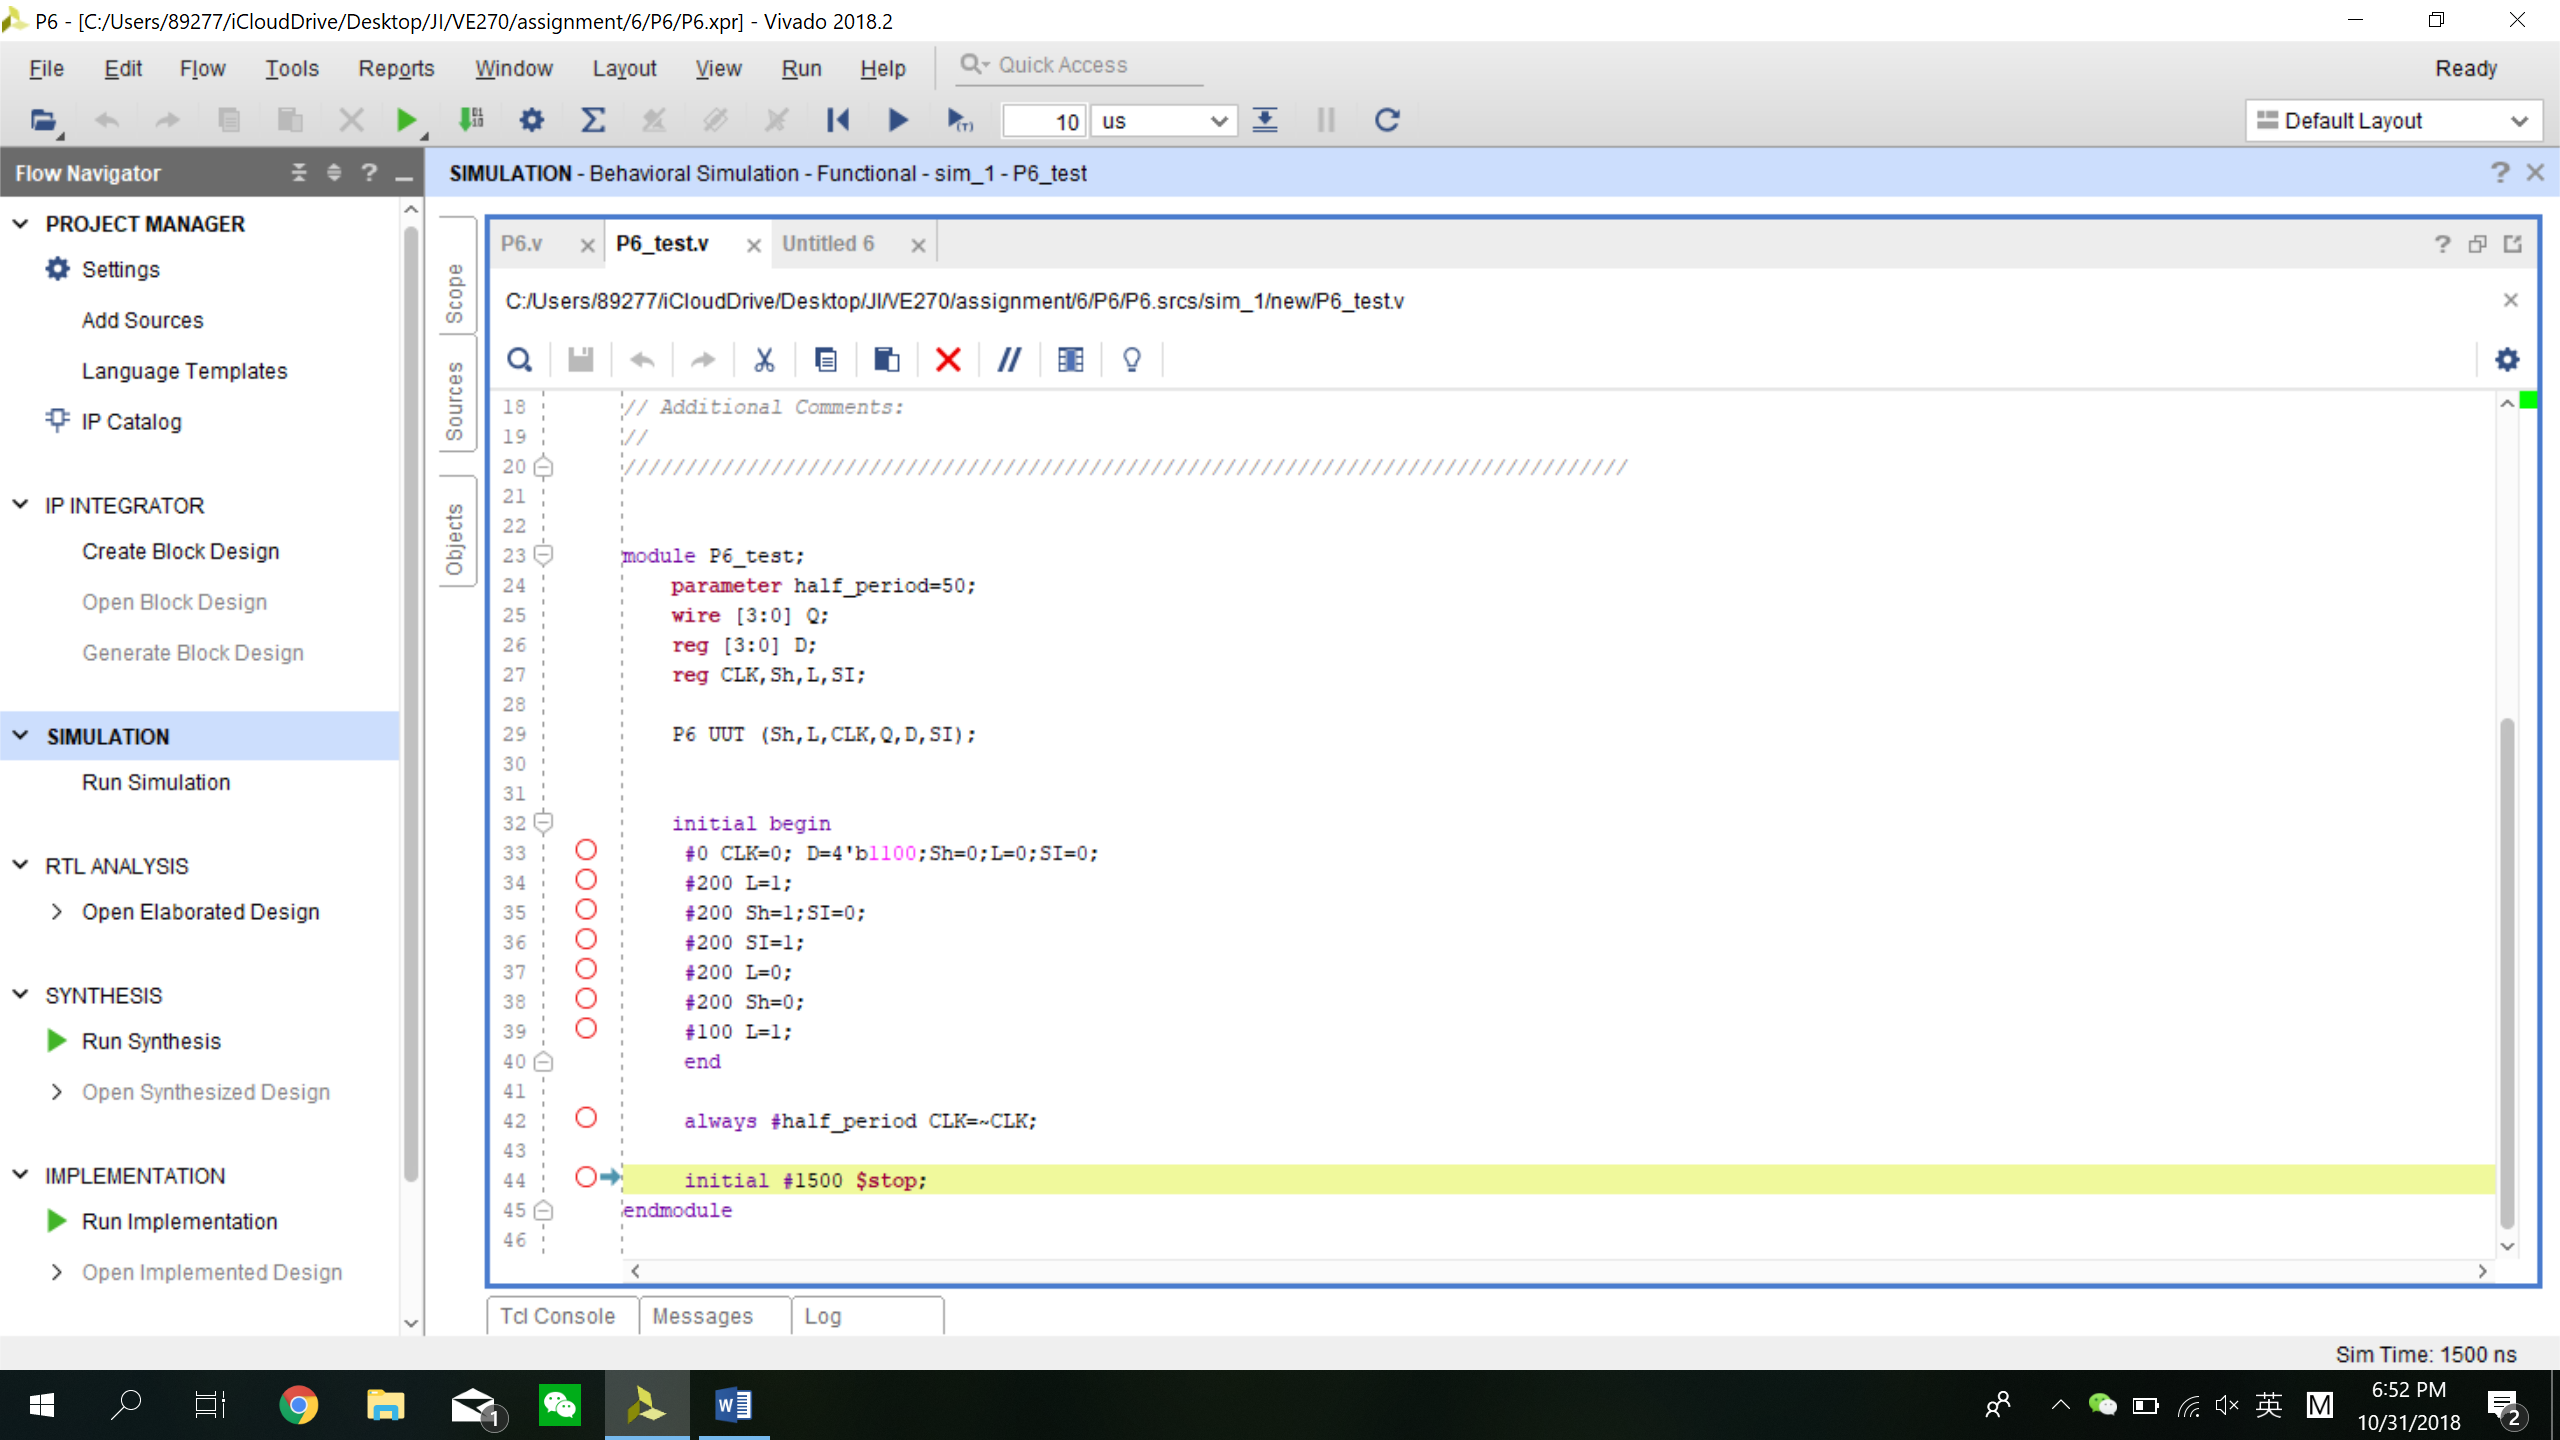 P6 - [C:/Users/89277/iCloudDrive/Desktop/JI/VE270/assignment/6/P6/P6.xpr] - Vivado 2018.2
File Edit Flow Tools Reports Window Layout View Run Help Quick Access Ready
10 us Default Layout
Flow Navigator
SIMULATION - Behavioral Simulation - Functional - sim_1 - P6_test
PROJECT MANAGER
Settings
Add Sources
Language Templates
IP Catalog
IP INTEGRATOR
Create Block Design
Open Block Design
Generate Block Design
SIMULATION
Run Simulation
RTL ANALYSIS
Open Elaborated Design
SYNTHESIS
Run Synthesis
Open Synthesized Design
IMPLEMENTATION
Run Implementation
Open Implemented Design
Scope
Sources
Objects
P6.v P6_test.v Untitled 6
C:/Users/89277/iCloudDrive/Desktop/JI/VE270/assignment/6/P6/P6.srcs/sim_1/new/P6_test.v
18 // Additional Comments:
19 //
20 //////////////////////////////////////////////////////////////////////////////////
21
22
23 module P6_test;
24 parameter half_period=50;
25 wire [3:0] Q;
26 reg [3:0] D;
27 reg CLK,Sh,L,SI;
28
29 P6 UUT (Sh,L,CLK,Q,D,SI);
30
31
32 initial begin
33 #0 CLK=0; D=4'b1100;Sh=0;L=0;SI=0;
34 #200 L=1;
35 #200 Sh=1;SI=0;
36 #200 SI=1;
37 #200 L=0;
38 #200 Sh=0;
39 #100 L=1;
40 end
41
42 always #half_period CLK=~CLK;
43
44 initial #1500 $stop;
45 endmodule
46
Tcl Console Messages Log
Sim Time: 1500 ns
1
英 M
6:52 PM
10/31/2018
2